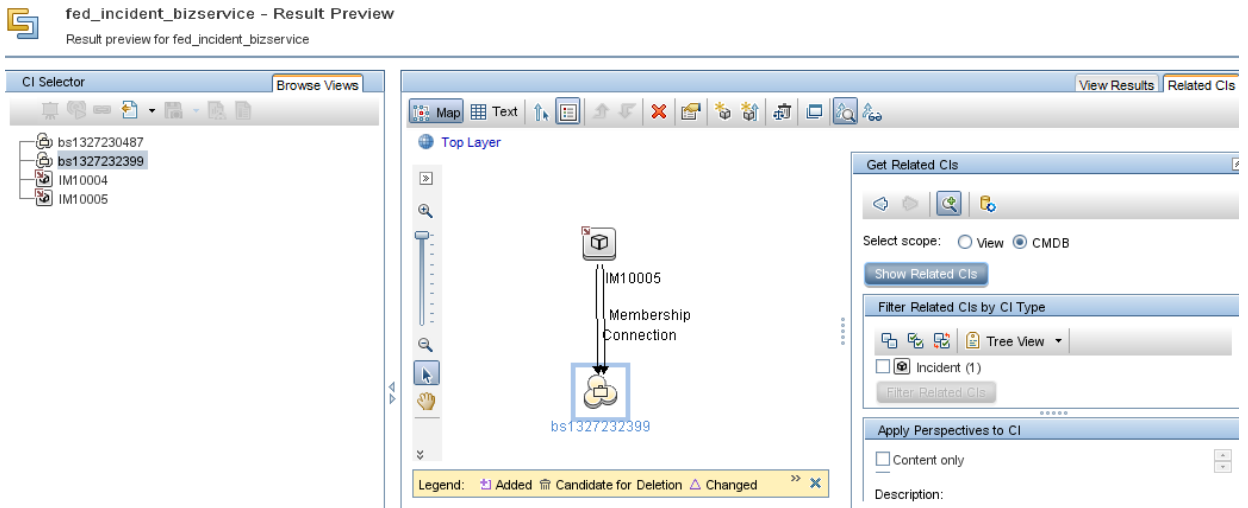 fed_incident_bizservice - Result Preview
Result preview for fed_incident_bizservice
CI Selector
Browse Views
bs1327230487
bs1327232399
IM10004
IM10005
View Results
Related CIs
Map
Text
Top Layer
IM10005
Membership
Connection
bs1327232399
Legend: Added Candidate for Deletion Changed
Get Related CIs
Select scope: View CMDB
Show Related CIs
Filter Related CIs by CI Type
Tree View
Incident (1)
Filter Related CIs
Apply Perspectives to CI
Content only
Description: